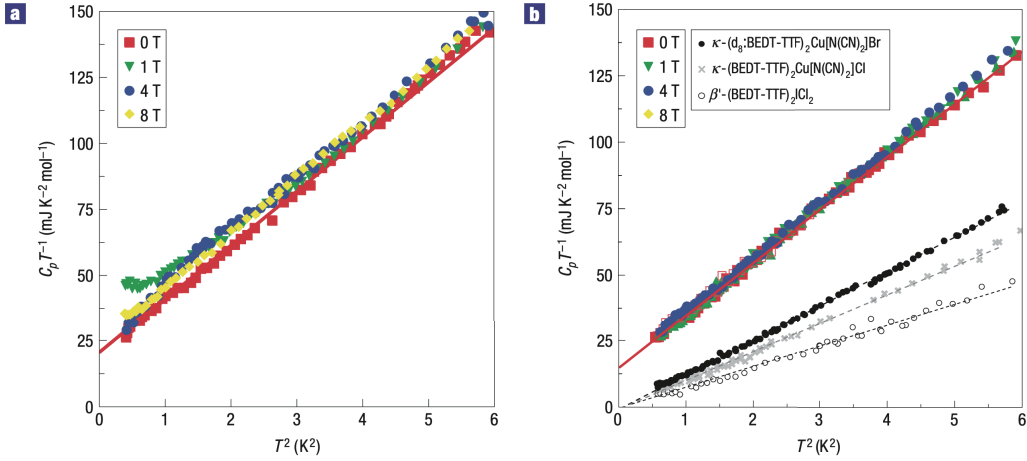 a
150
125
100
75
50
25
0
0
1
2
3
4
5
6
CpT⁻¹ (mJ K⁻² mol⁻¹)
T² (K²)
0 T
1 T
4 T
8 T
b
150
125
100
75
50
25
0
1
2
3
4
5
6
CpT⁻¹ (mJ K⁻² mol⁻¹)
T² (K²)
0 T
1 T
4 T
8 T
κ-(d₈:BEDT-TTF)₂Cu[N(CN)₂]Br
κ-(BEDT-TTF)₂Cu[N(CN)₂]Cl
β'-(BEDT-TTF)₂ICl₂